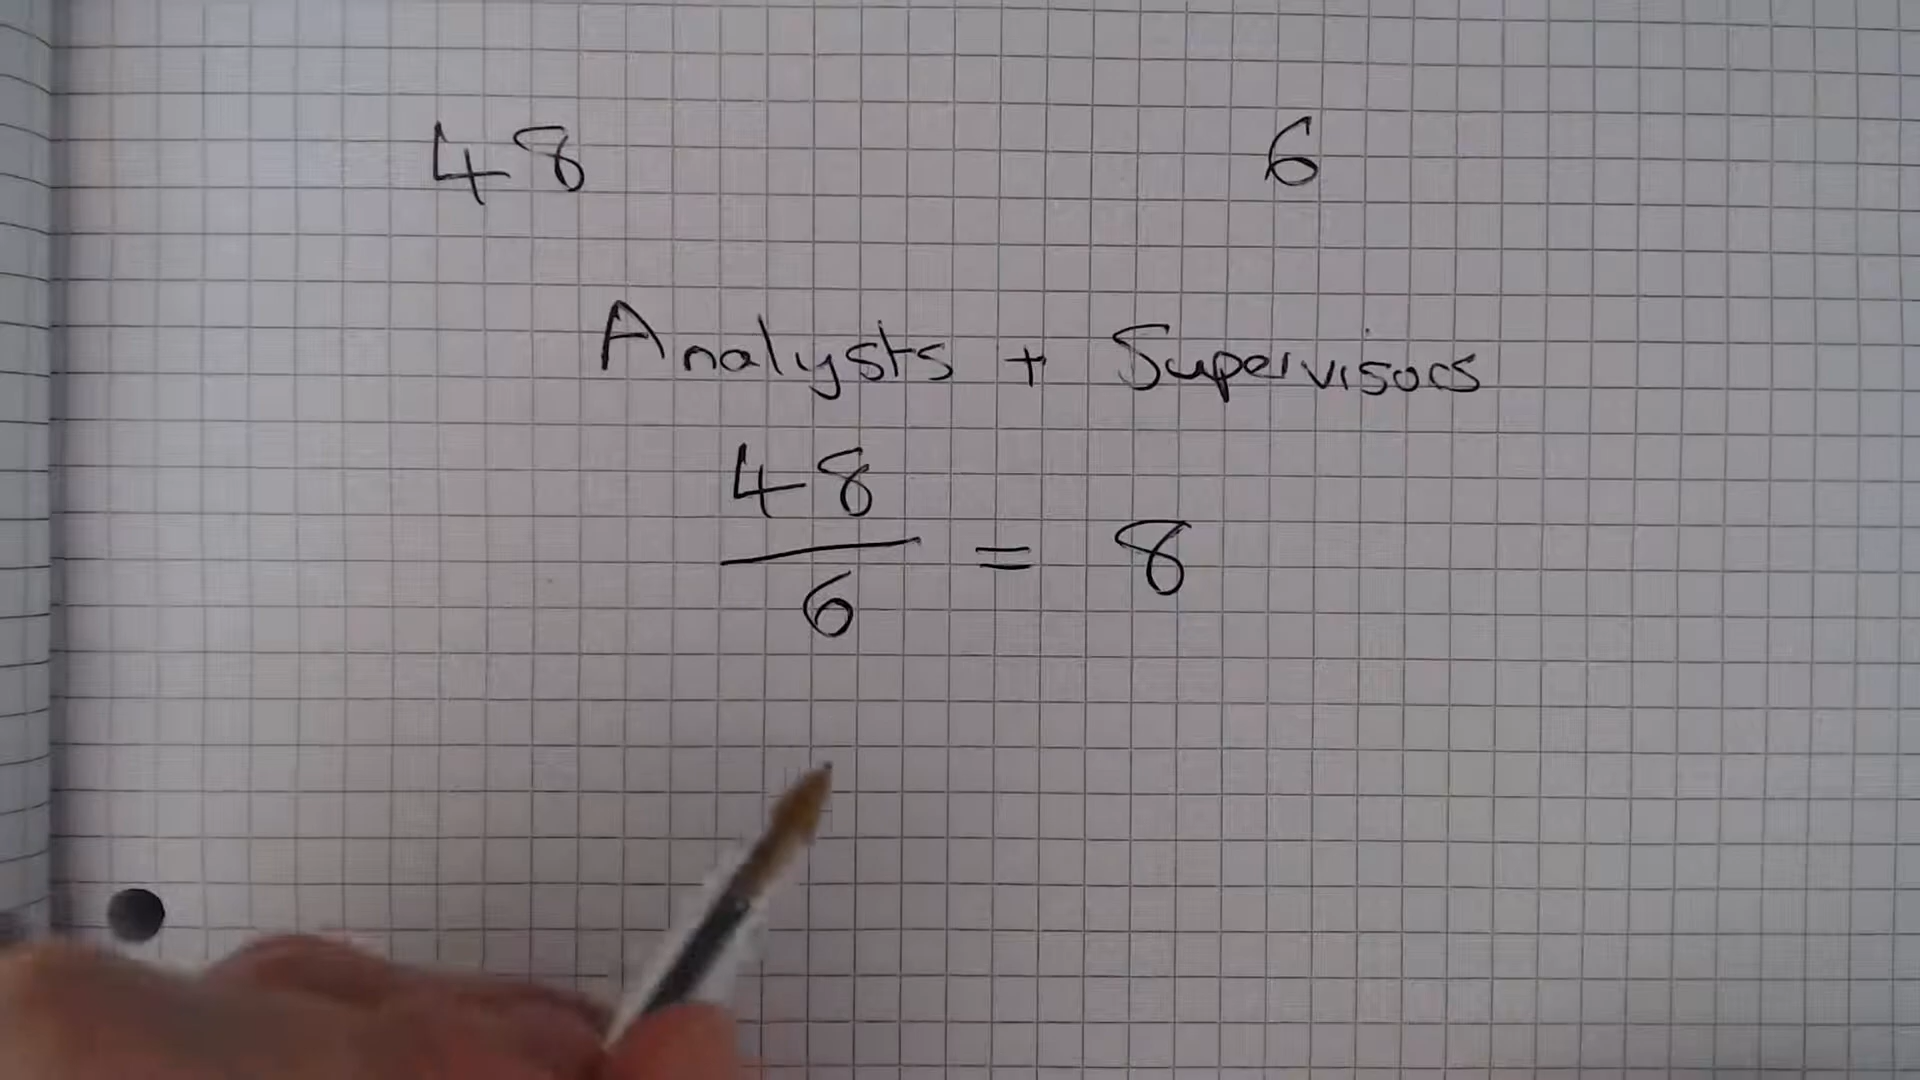 48 6
Analysts + Supervisors
48
6 = 8